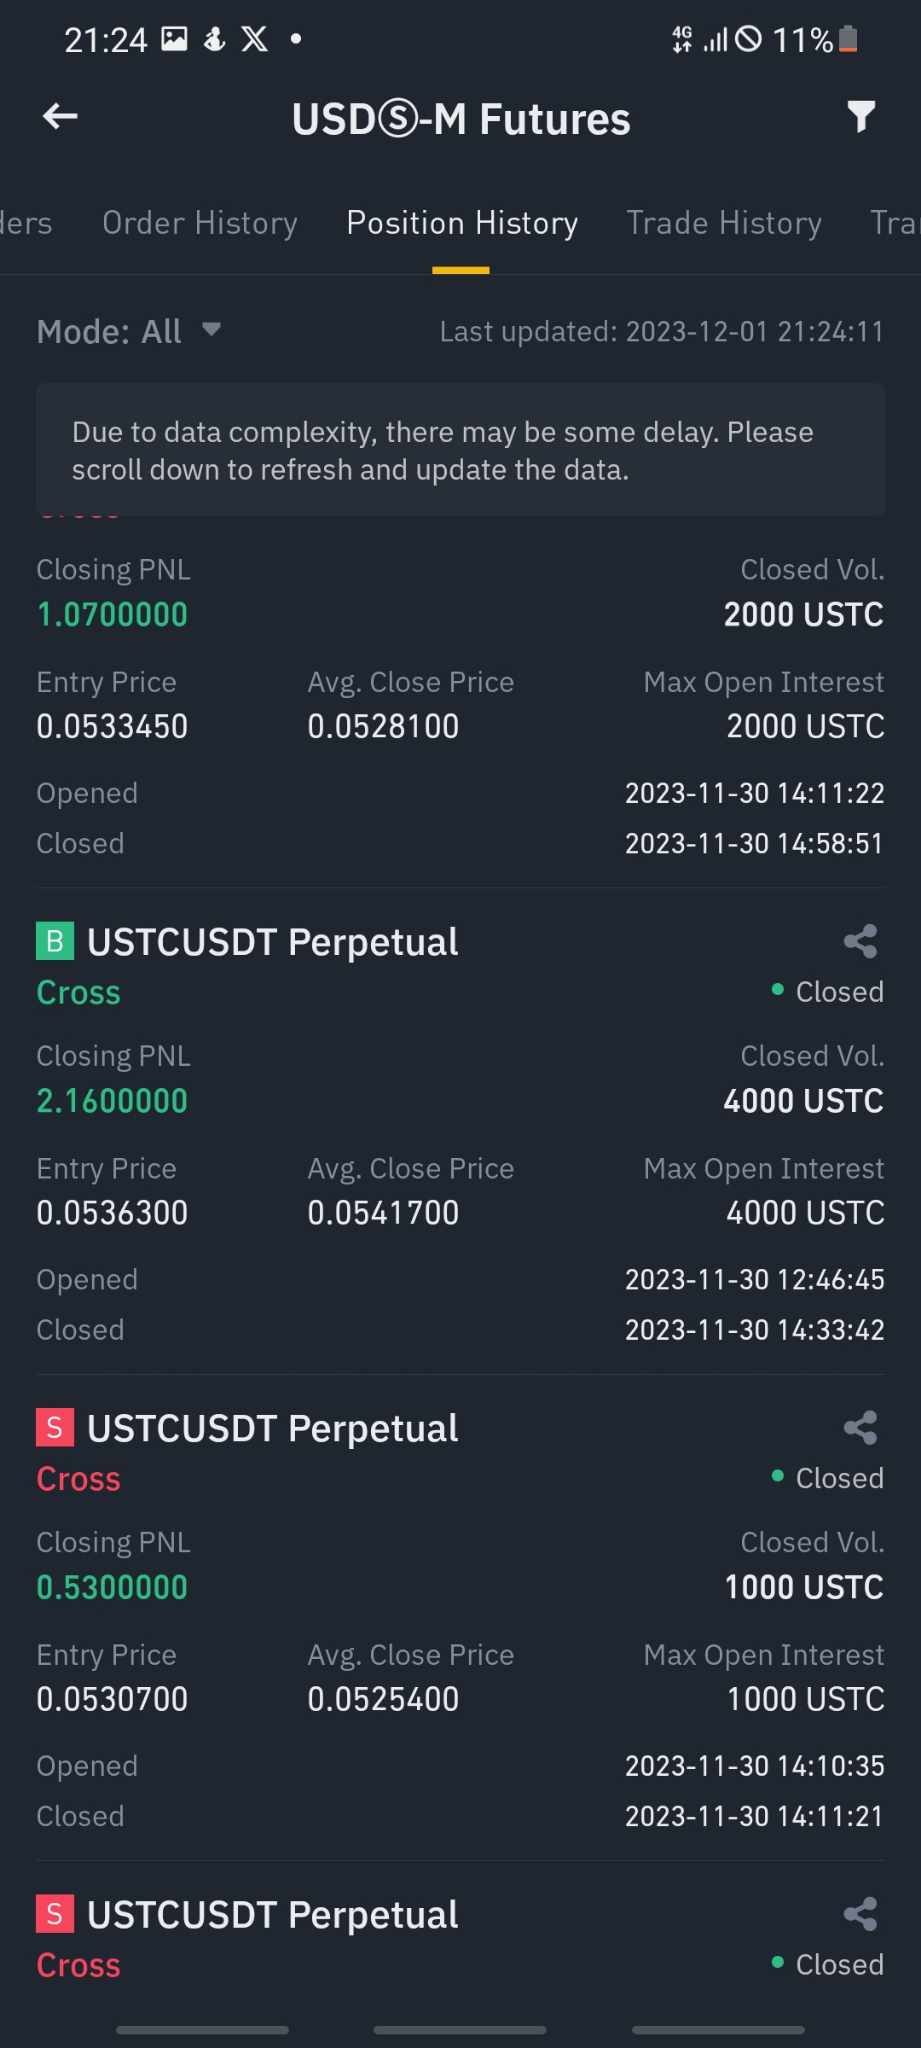 21:24
4G 11%
USDⓈ-M Futures
ders Order History Position History Trade History Tra
Mode: All Last updated: 2023-12-01 21:24:11
Due to data complexity, there may be some delay. Please
scroll down to refresh and update the data.
Closing PNL Closed Vol.
1.0700000 2000 USTC
Entry Price Avg. Close Price Max Open Interest
0.0533450 0.0528100 2000 USTC
Opened 2023-11-30 14:11:22
Closed 2023-11-30 14:58:51
B USTCUSDT Perpetual
Cross Closed
Closing PNL Closed Vol.
2.1600000 4000 USTC
Entry Price Avg. Close Price Max Open Interest
0.0536300 0.0541700 4000 USTC
Opened 2023-11-30 12:46:45
Closed 2023-11-30 14:33:42
S USTCUSDT Perpetual
Cross Closed
Closing PNL Closed Vol.
0.5300000 1000 USTC
Entry Price Avg. Close Price Max Open Interest
0.0530700 0.0525400 1000 USTC
Opened 2023-11-30 14:10:35
Closed 2023-11-30 14:11:21
S USTCUSDT Perpetual
Cross Closed